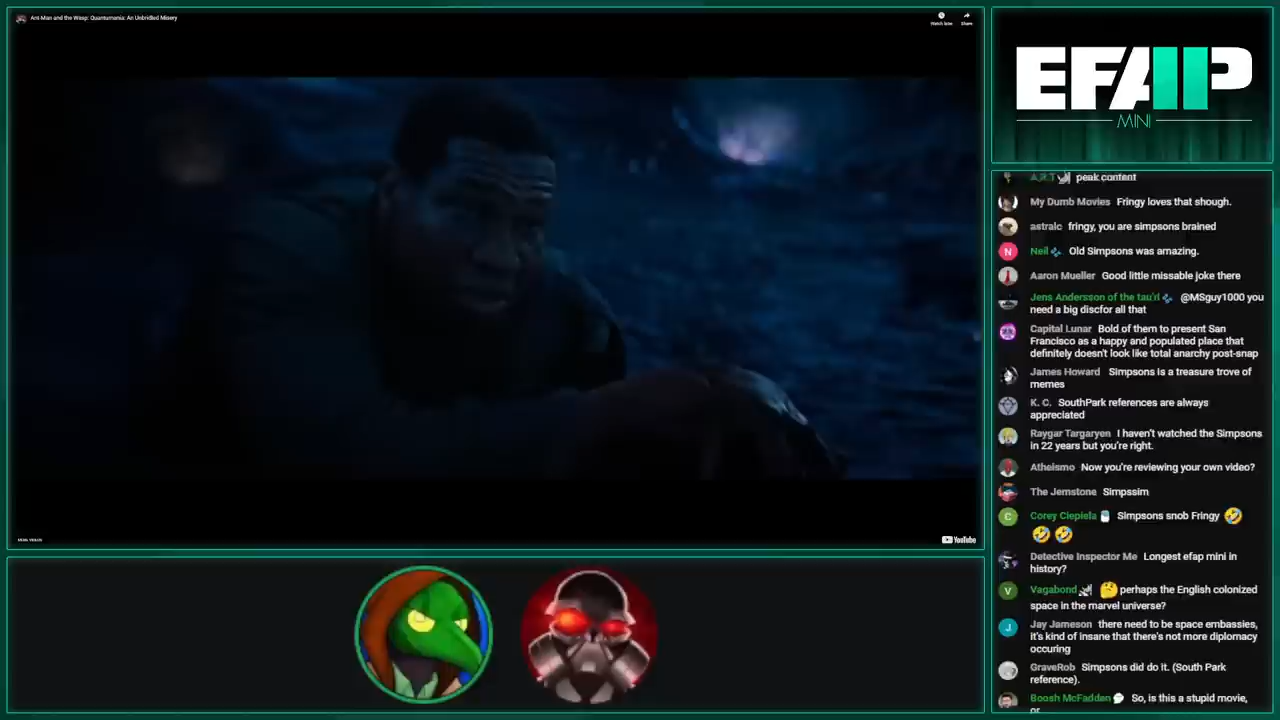 Ant-Man and the Wasp: Quantumania: An Unbridled Misery
Watch later
Share
EFAP
MINI
A.R.T peak content
My Dumb Movies Fringy loves that shough.
astralc fringy, you are simpsons brained
Neil Old Simpsons was amazing.
Aaron Mueller Good little missable joke there
Jens Andersson of the tau'ri @MSguy1000 you
need a big discfor all that
Capital Lunar Bold of them to present San
Francisco as a happy and populated place that
definitely doesn't look like total anarchy post-snap
James Howard Simpsons is a treasure trove of
memes
K. C. SouthPark references are always
appreciated
Raygar Targaryen I haven't watched the Simpsons
in 22 years but you're right.
Atheismo Now you're reviewing your own video?
The Jemstone Simpssim
C Corey Ciepiela Simpsons snob Fringy
Detective Inspector Me Longest efap mini in
history?
V Vagabond perhaps the English colonized
space in the marvel universe?
J Jay Jameson there need to be space embassies,
it's kind of insane that there's not more diplomacy
occuring
GraveRob Simpsons did do it. (South Park
reference).
Boosh McFadden So, is this a stupid movie,
or
MORE VIDEOS
YouTube